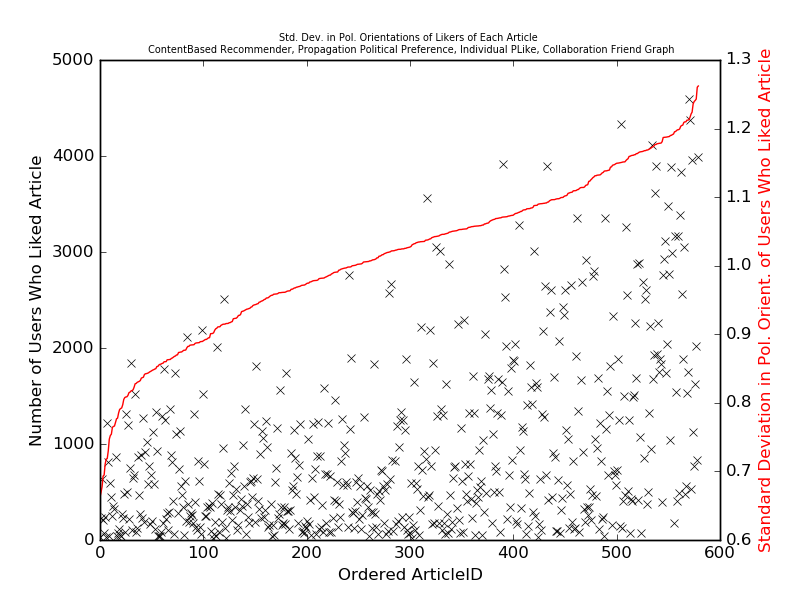 Std. Dev. in Pol. Orientations of Likers of Each Article
ContentBased Recommender, Propagation Political Preference, Individual PLike, Collaboration Friend Graph
5000
4000
3000
2000
1000
0
Number of Users Who Liked Article
0 100 200 300 400 500 600
Ordered ArticleID
1.3
1.2
1.1
1.0
0.9
0.8
0.7
0.6
Standard Deviation in Pol. Orient. of Users Who Liked Article